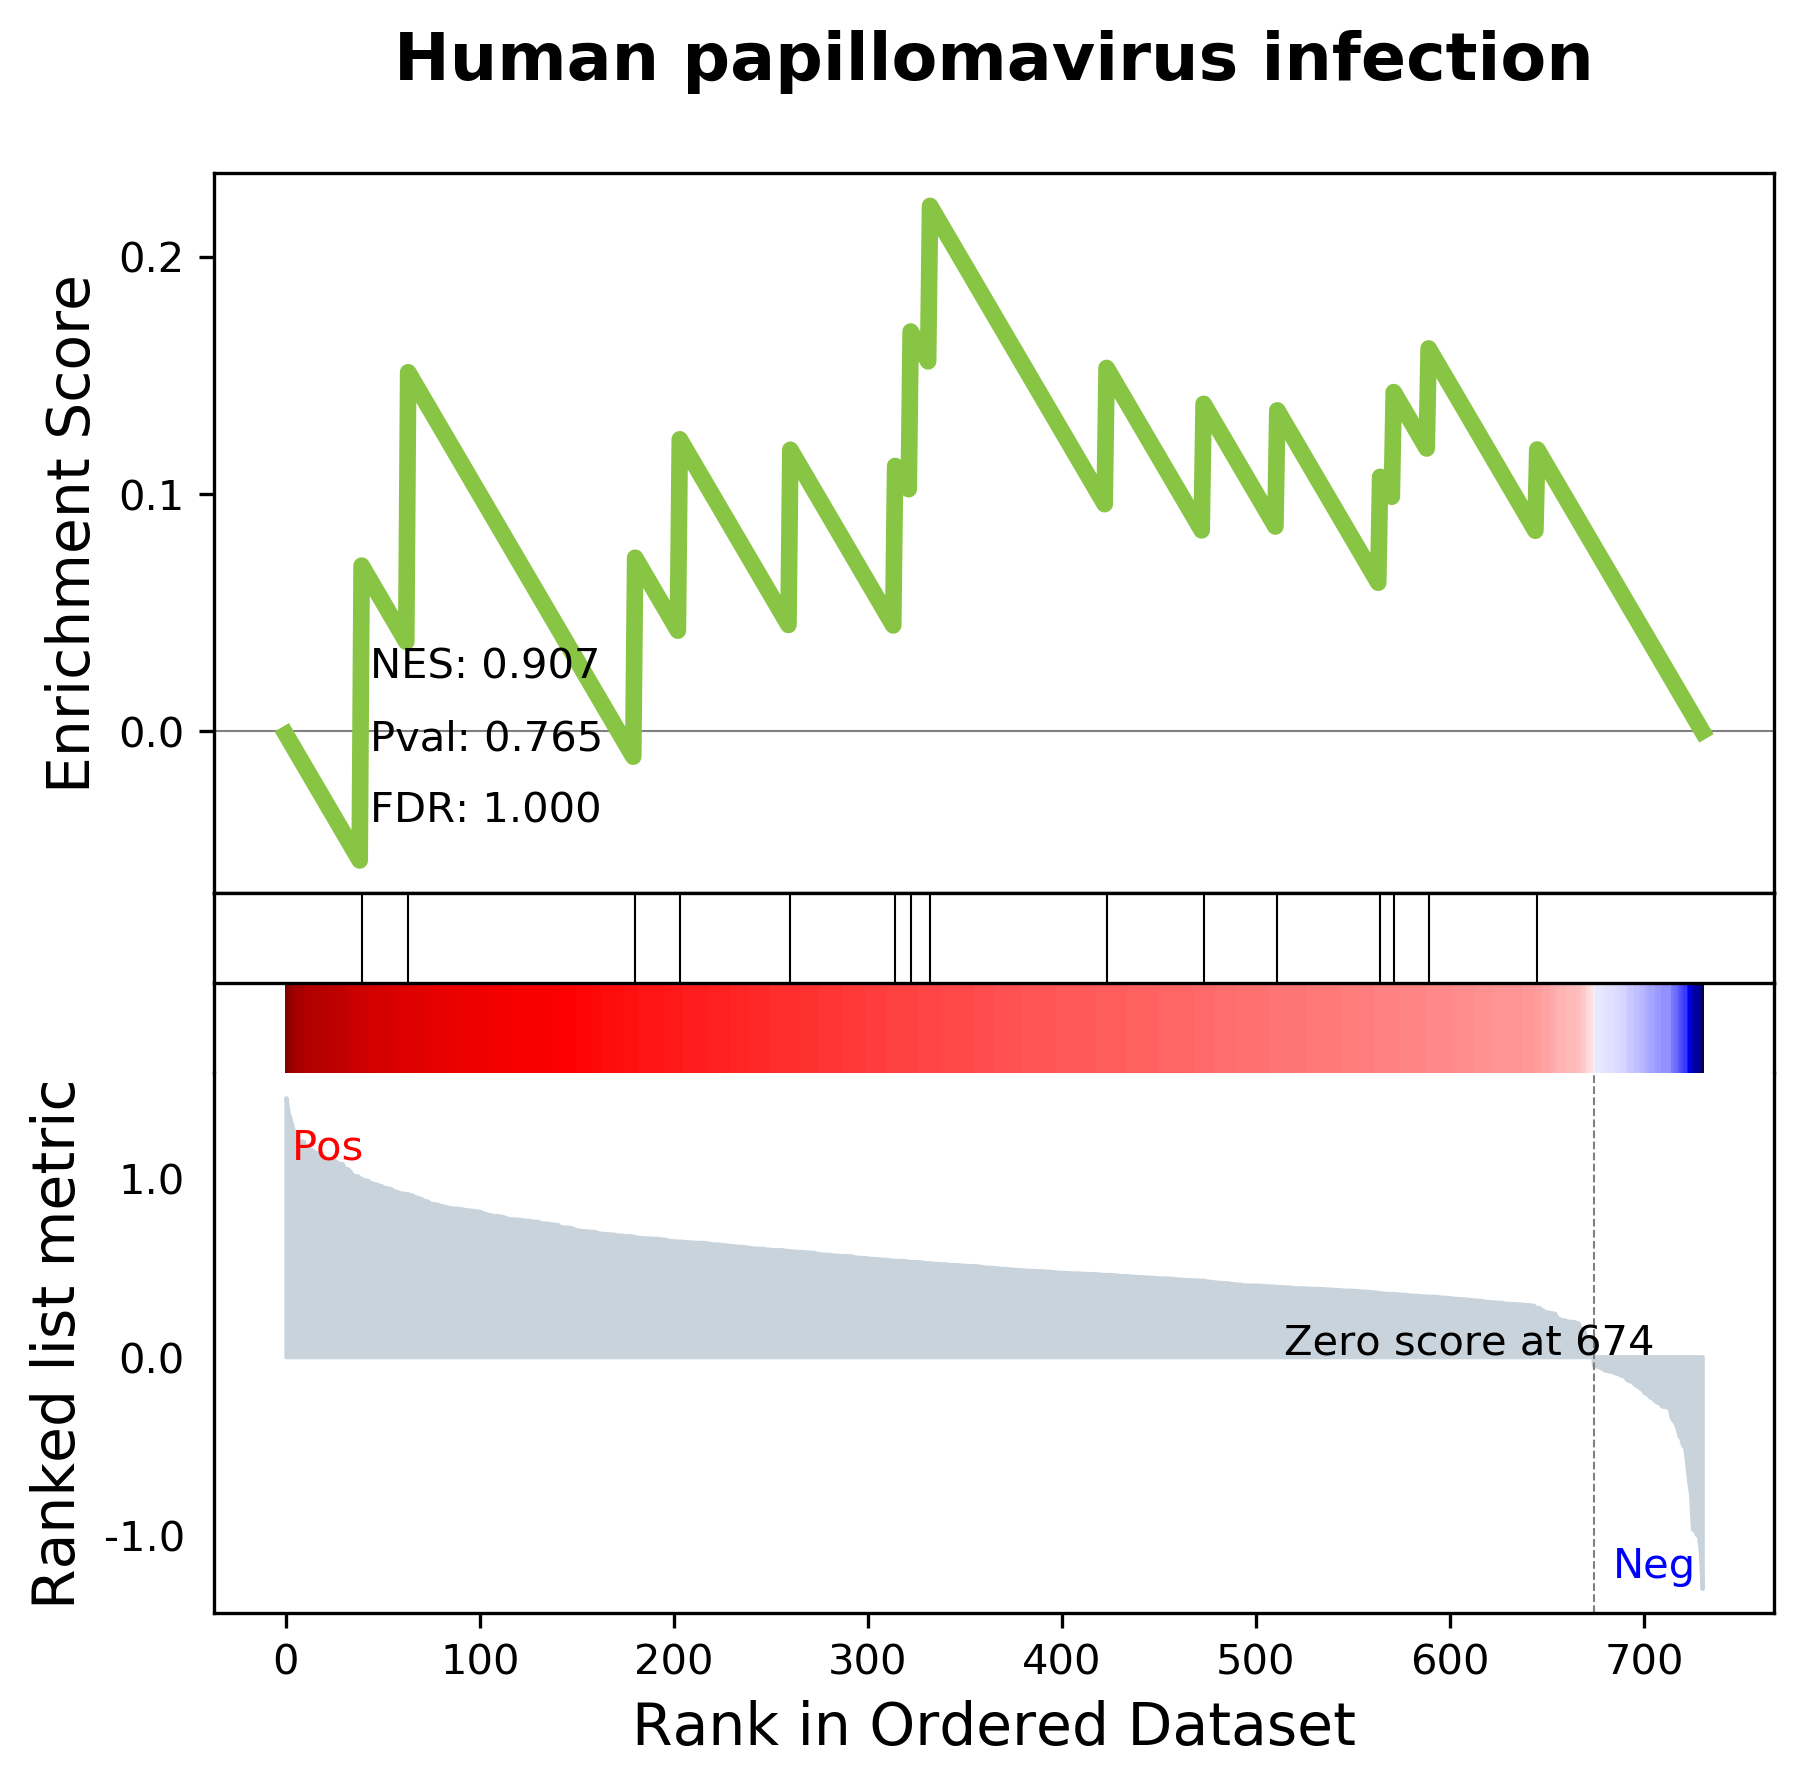 Human papillomavirus infection
Enrichment Score
0.2
0.1
0.0
NES: 0.907
Pval: 0.765
FDR: 1.000
Ranked list metric
1.0
0.0
-1.0
Pos
Zero score at 674
Neg
0 100 200 300 400 500 600 700
Rank in Ordered Dataset